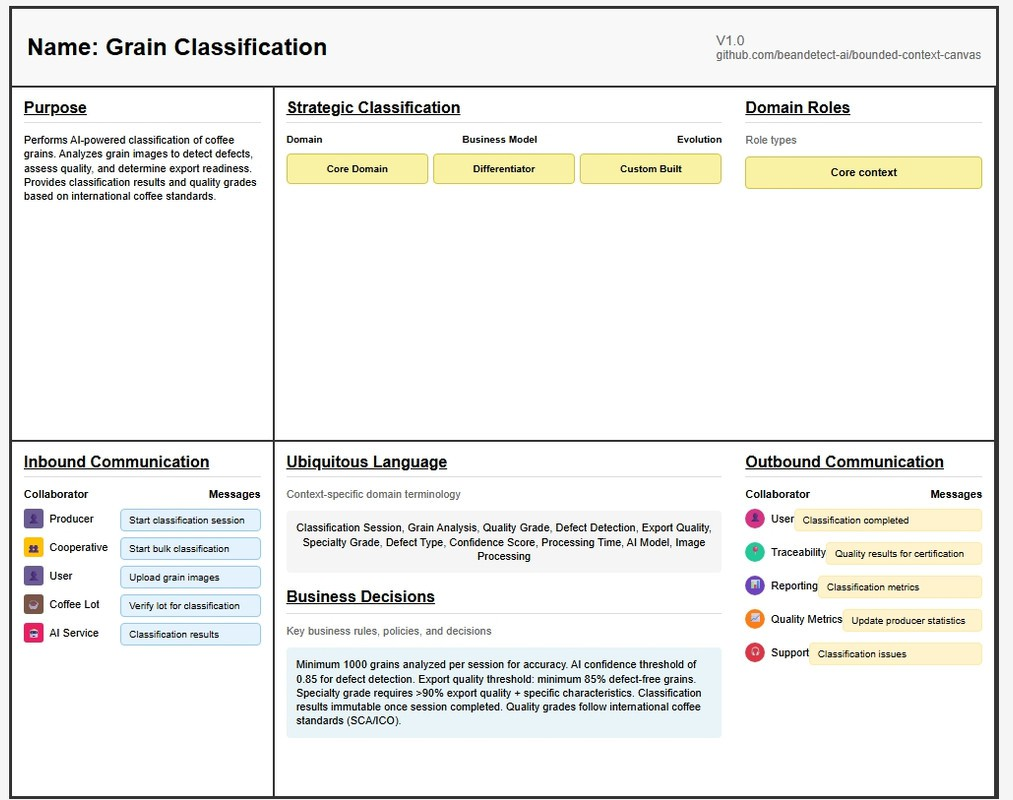 Name: Grain Classification
V1.0
github.com/beandetect-ai/bounded-context-canvas
Purpose
Performs AI-powered classification of coffee
grains. Analyzes grain images to detect defects,
assess quality, and determine export readiness.
Provides classification results and quality grades
based on international coffee standards.
Strategic Classification
Domain
Business Model
Evolution
Core Domain
Differentiator
Custom Built
Domain Roles
Role types
Core context
Inbound Communication
Collaborator
Messages
Producer
Start classification session
Cooperative
Start bulk classification
User
Upload grain images
Coffee Lot
Verify lot for classification
AI Service
Classification results
Ubiquitous Language
Context-specific domain terminology
Classification Session, Grain Analysis, Quality Grade, Defect Detection, Export Quality,
Specialty Grade, Defect Type, Confidence Score, Processing Time, AI Model, Image
Processing
Business Decisions
Key business rules, policies, and decisions
Minimum 1000 grains analyzed per session for accuracy. AI confidence threshold of
0.85 for defect detection. Export quality threshold: minimum 85% defect-free grains.
Specialty grade requires >90% export quality + specific characteristics. Classification
results immutable once session completed. Quality grades follow international coffee
standards (SCA/ICO).
Outbound Communication
Collaborator
Messages
User
Classification completed
Traceability
Quality results for certification
Reporting
Classification metrics
Quality Metrics
Update producer statistics
Support
Classification issues